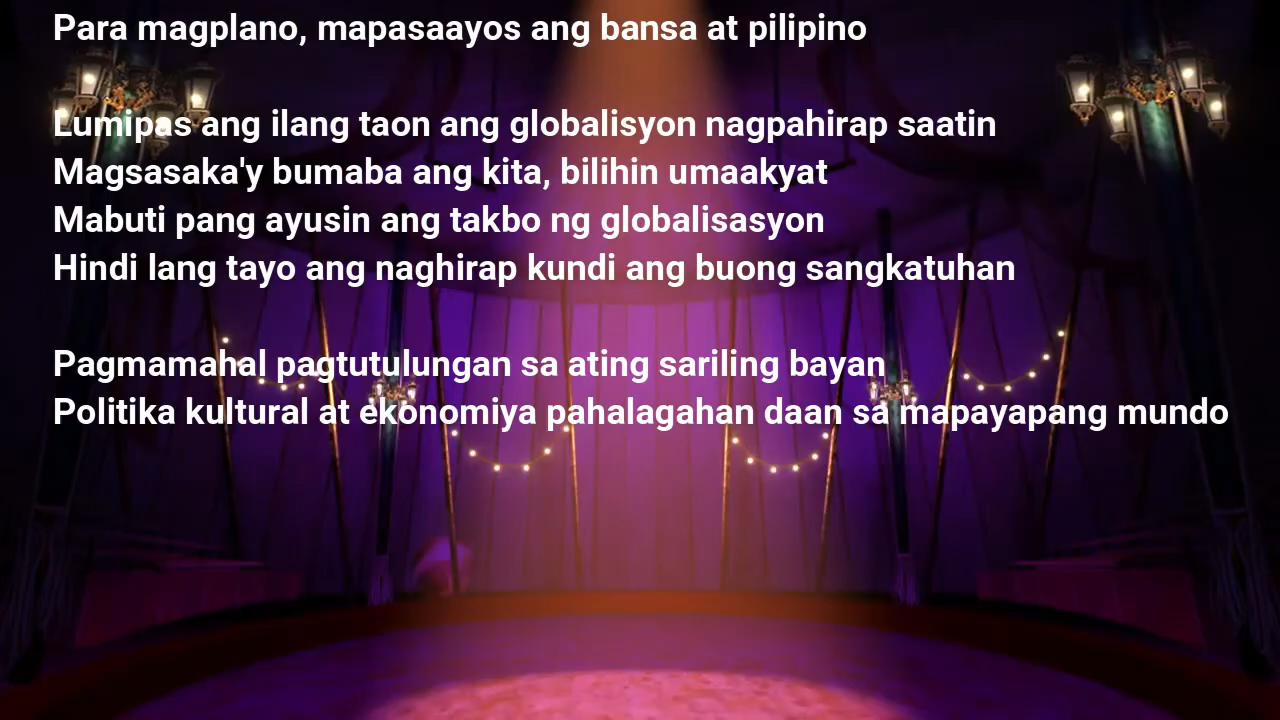 Para magplano, mapasaayos ang bansa at pilipino
Lumipas ang ilang taon ang globalisyon nagpahirap saatin
Magsasaka'y bumaba ang kita, bilihin umaakyat
Mabuti pang ayusin ang takbo ng globalisasyon
Hindi lang tayo ang naghirap kundi ang buong sangkatuhan
Pagmamahal pagtutulungan sa ating sariling bayan
Politika kultural at ekonomiya pahalagahan daan sa mapayapang mundo